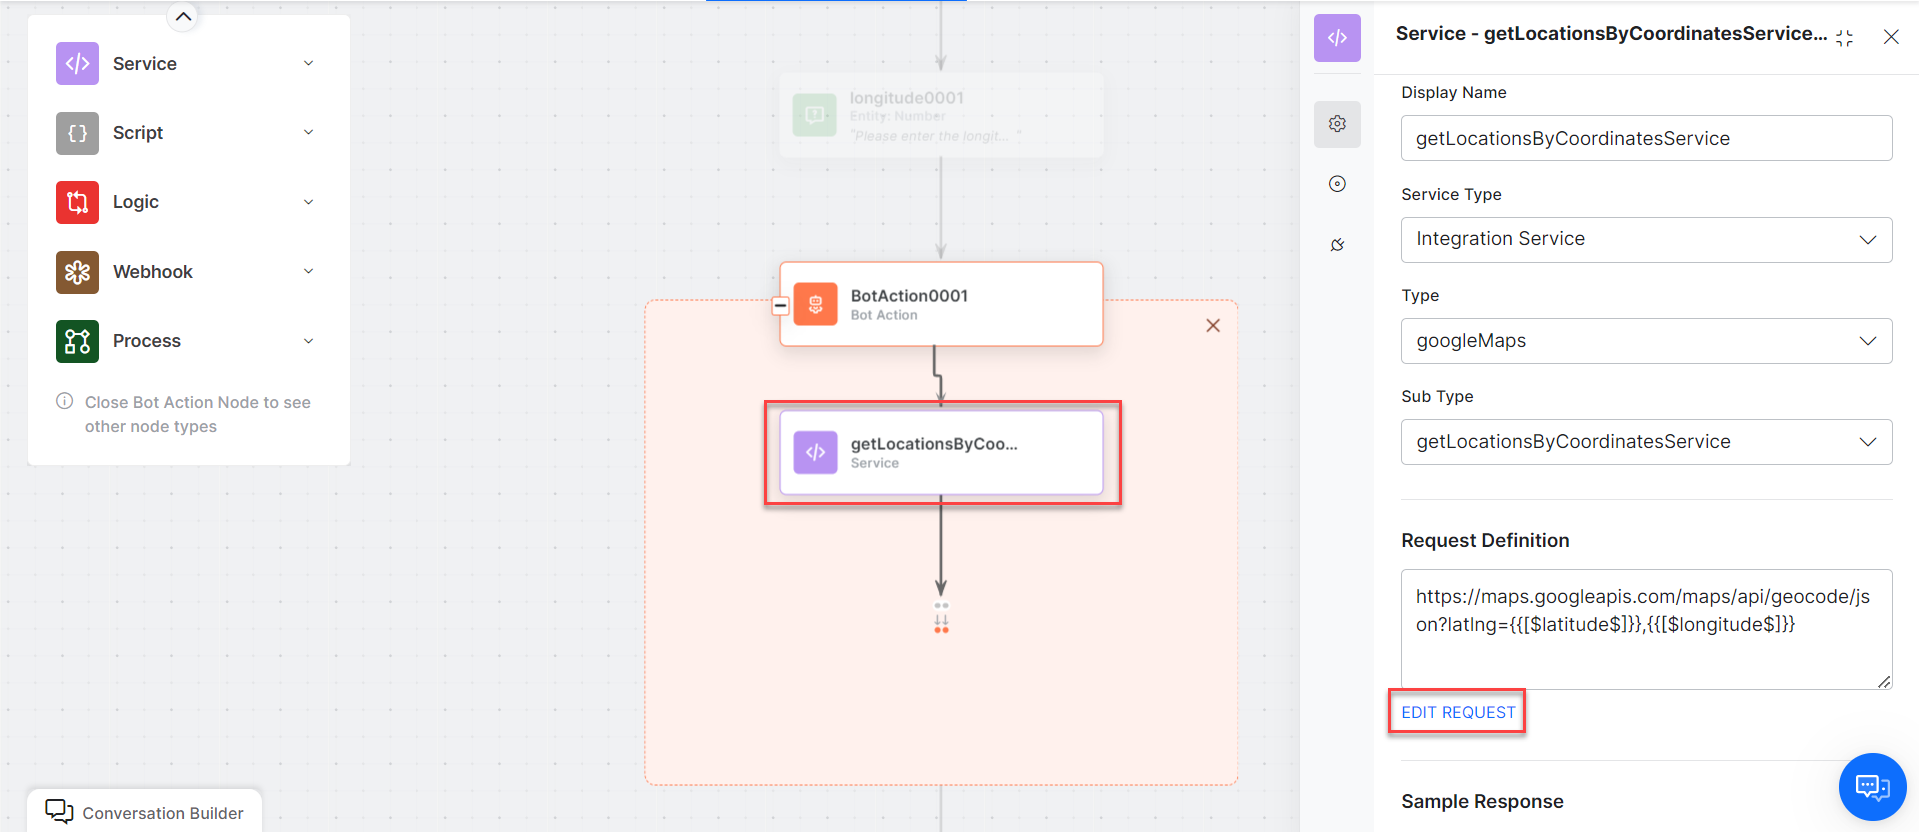 Service
Script
Logic
Webhook
Process
Close Bot Action Node to see
other node types
longitude0001
Entity: Number
"Please enter the longit... "
BotAction0001
Bot Action
getLocationsByCoo...
Service
Conversation Builder
Service - getLocationsByCoordinatesService...
Display Name
getLocationsByCoordinatesService
Service Type
Integration Service
Type
googleMaps
Sub Type
getLocationsByCoordinatesService
Request Definition
https://maps.googleapis.com/maps/api/geocode/js
on?latlng={{[$latitude$]}},{{[$longitude$]}}
EDIT REQUEST
Sample Response